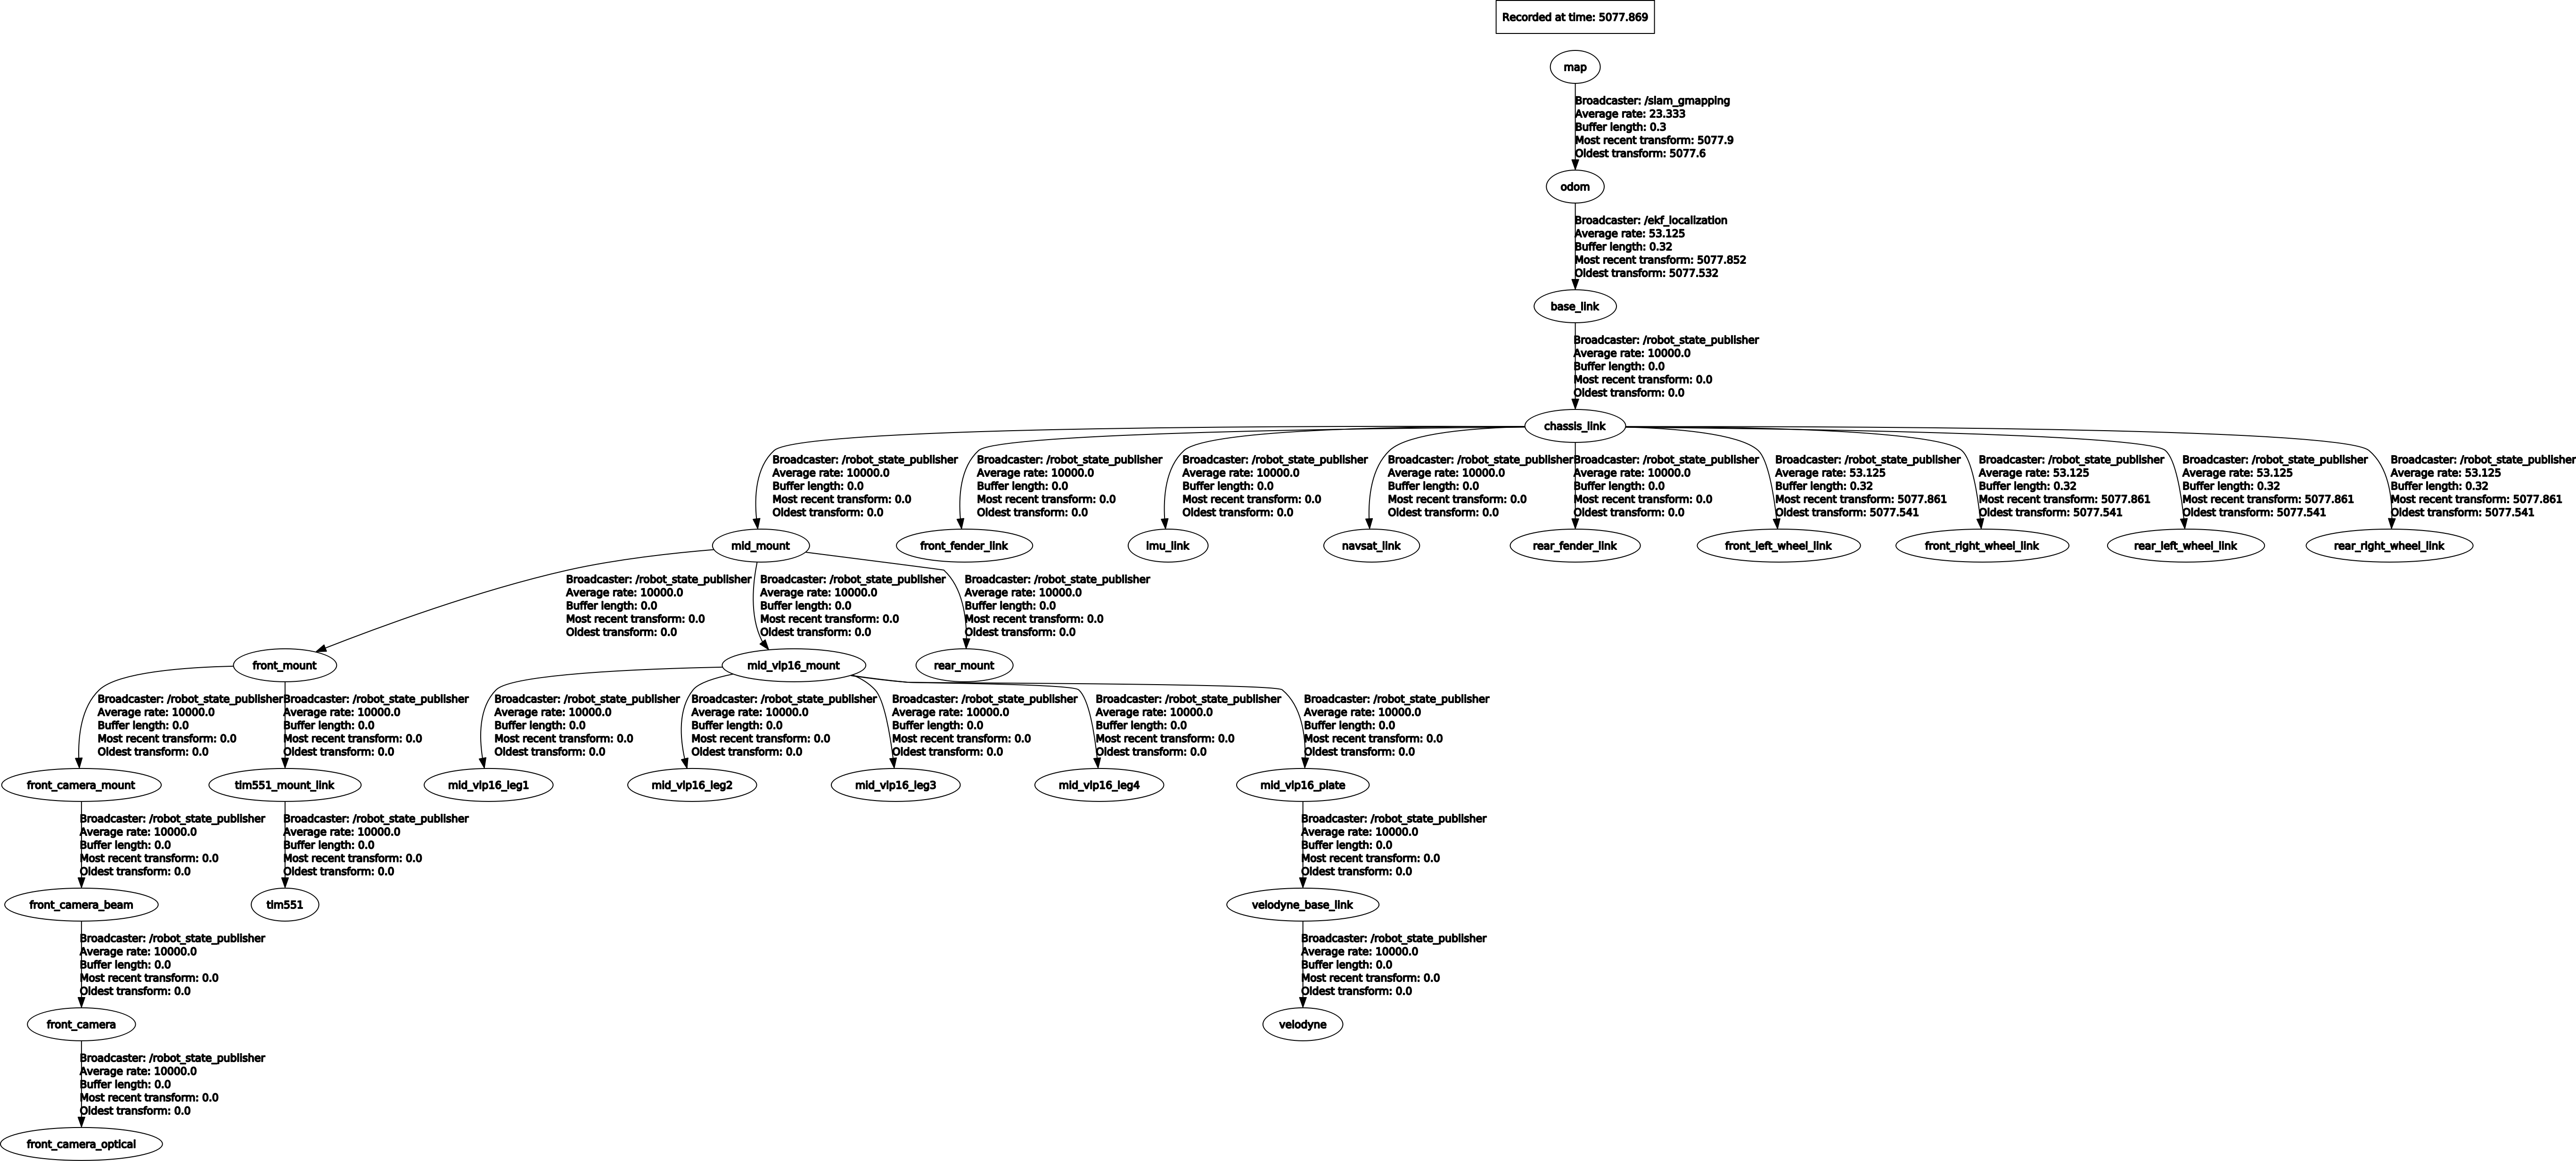 Recorded at time: 5077.869
map
Broadcaster: /slam_gmapping
Average rate: 23.333
Buffer length: 0.3
Most recent transform: 5077.9
Oldest transform: 5077.6
odom
Broadcaster: /ekf_localization
Average rate: 53.125
Buffer length: 0.32
Most recent transform: 5077.852
Oldest transform: 5077.532
base_link
Broadcaster: /robot_state_publisher
Average rate: 10000.0
Buffer length: 0.0
Most recent transform: 0.0
Oldest transform: 0.0
chassis_link
Broadcaster: /robot_state_publisher
Average rate: 10000.0
Buffer length: 0.0
Most recent transform: 0.0
Oldest transform: 0.0
Broadcaster: /robot_state_publisher
Average rate: 10000.0
Buffer length: 0.0
Most recent transform: 0.0
Oldest transform: 0.0
Broadcaster: /robot_state_publisher
Average rate: 10000.0
Buffer length: 0.0
Most recent transform: 0.0
Oldest transform: 0.0
Broadcaster: /robot_state_publisher
Average rate: 10000.0
Buffer length: 0.0
Most recent transform: 0.0
Oldest transform: 0.0
Broadcaster: /robot_state_publisher
Average rate: 10000.0
Buffer length: 0.0
Most recent transform: 0.0
Oldest transform: 0.0
Broadcaster: /robot_state_publisher
Average rate: 53.125
Buffer length: 0.32
Most recent transform: 5077.861
Oldest transform: 5077.541
Broadcaster: /robot_state_publisher
Average rate: 53.125
Buffer length: 0.32
Most recent transform: 5077.861
Oldest transform: 5077.541
Broadcaster: /robot_state_publisher
Average rate: 53.125
Buffer length: 0.32
Most recent transform: 5077.861
Oldest transform: 5077.541
Broadcaster: /robot_state_publisher
Average rate: 53.125
Buffer length: 0.32
Most recent transform: 5077.861
Oldest transform: 5077.541
mid_mount
front_fender_link
imu_link
navsat_link
rear_fender_link
front_left_wheel_link
front_right_wheel_link
rear_left_wheel_link
rear_right_wheel_link
Broadcaster: /robot_state_publisher
Average rate: 10000.0
Buffer length: 0.0
Most recent transform: 0.0
Oldest transform: 0.0
Broadcaster: /robot_state_publisher
Average rate: 10000.0
Buffer length: 0.0
Most recent transform: 0.0
Oldest transform: 0.0
Broadcaster: /robot_state_publisher
Average rate: 10000.0
Buffer length: 0.0
Most recent transform: 0.0
Oldest transform: 0.0
front_mount
mid_vlp16_mount
rear_mount
Broadcaster: /robot_state_publisher
Average rate: 10000.0
Buffer length: 0.0
Most recent transform: 0.0
Oldest transform: 0.0
Broadcaster: /robot_state_publisher
Average rate: 10000.0
Buffer length: 0.0
Most recent transform: 0.0
Oldest transform: 0.0
Broadcaster: /robot_state_publisher
Average rate: 10000.0
Buffer length: 0.0
Most recent transform: 0.0
Oldest transform: 0.0
Broadcaster: /robot_state_publisher
Average rate: 10000.0
Buffer length: 0.0
Most recent transform: 0.0
Oldest transform: 0.0
Broadcaster: /robot_state_publisher
Average rate: 10000.0
Buffer length: 0.0
Most recent transform: 0.0
Oldest transform: 0.0
Broadcaster: /robot_state_publisher
Average rate: 10000.0
Buffer length: 0.0
Most recent transform: 0.0
Oldest transform: 0.0
Broadcaster: /robot_state_publisher
Average rate: 10000.0
Buffer length: 0.0
Most recent transform: 0.0
Oldest transform: 0.0
front_camera_mount
tim551_mount_link
mid_vlp16_leg1
mid_vlp16_leg2
mid_vlp16_leg3
mid_vlp16_leg4
mid_vlp16_plate
Broadcaster: /robot_state_publisher
Average rate: 10000.0
Buffer length: 0.0
Most recent transform: 0.0
Oldest transform: 0.0
Broadcaster: /robot_state_publisher
Average rate: 10000.0
Buffer length: 0.0
Most recent transform: 0.0
Oldest transform: 0.0
Broadcaster: /robot_state_publisher
Average rate: 10000.0
Buffer length: 0.0
Most recent transform: 0.0
Oldest transform: 0.0
front_camera_beam
tim551
velodyne_base_link
Broadcaster: /robot_state_publisher
Average rate: 10000.0
Buffer length: 0.0
Most recent transform: 0.0
Oldest transform: 0.0
Broadcaster: /robot_state_publisher
Average rate: 10000.0
Buffer length: 0.0
Most recent transform: 0.0
Oldest transform: 0.0
front_camera
velodyne
Broadcaster: /robot_state_publisher
Average rate: 10000.0
Buffer length: 0.0
Most recent transform: 0.0
Oldest transform: 0.0
front_camera_optical